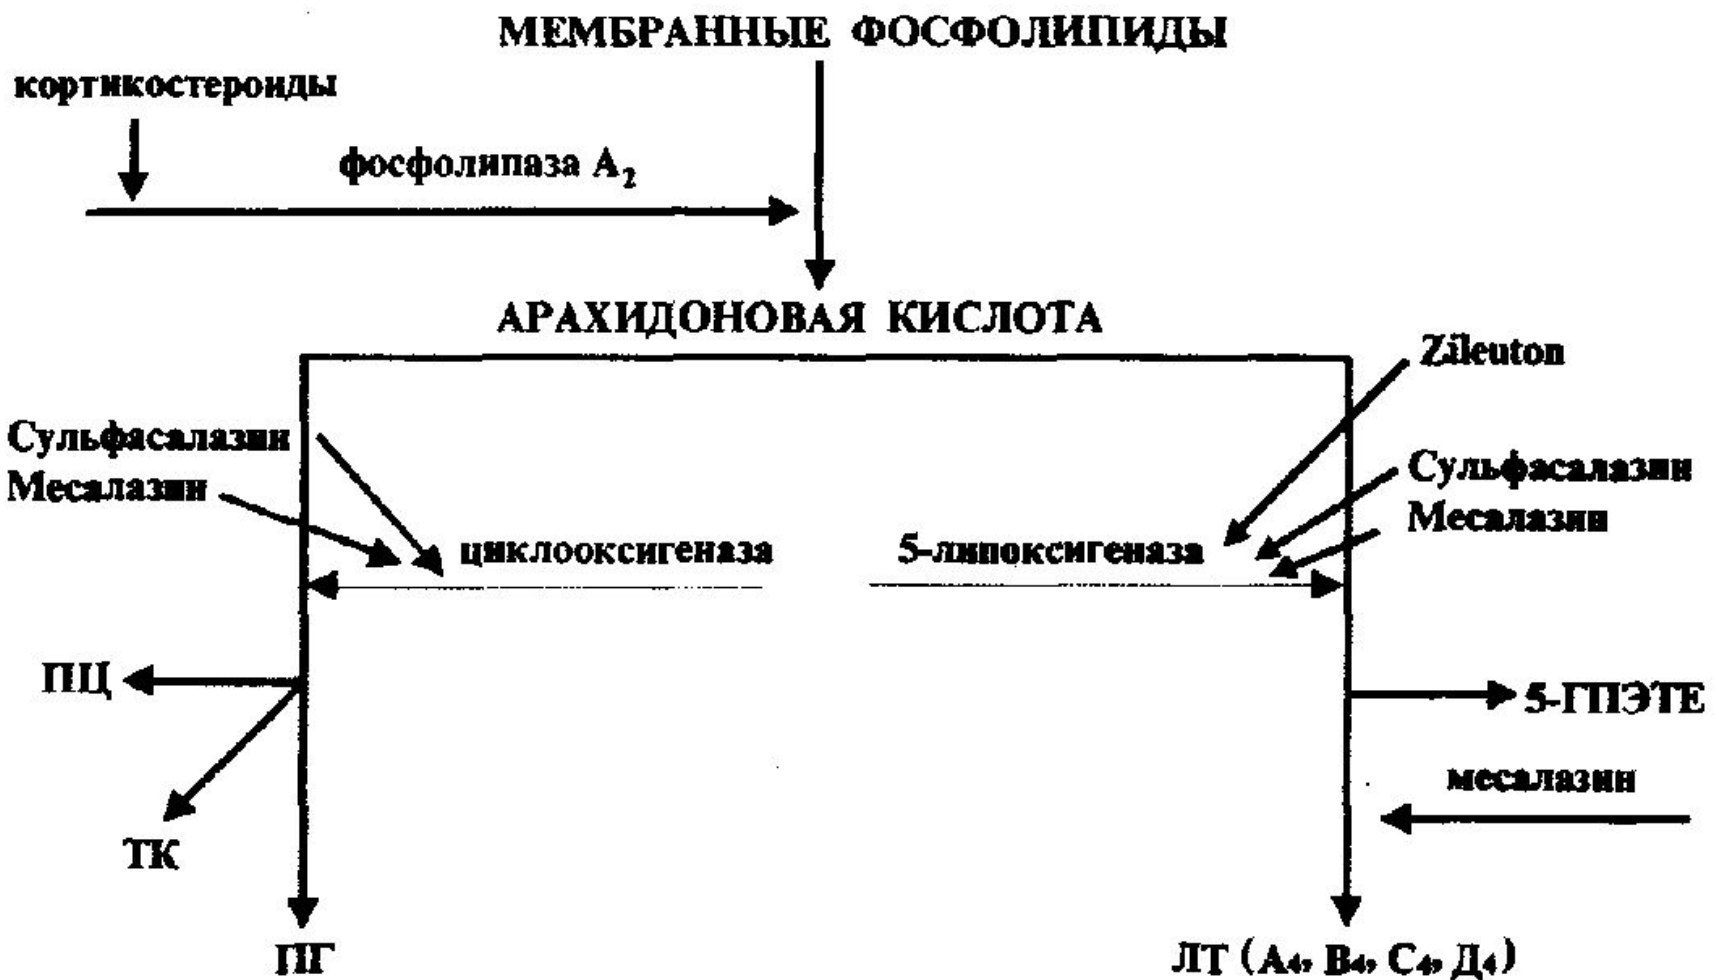 МЕМБРАННЫЕ ФОСФОЛИПИДЫ
кортикостероиды
фосфолипаза А₂
АРАХИДОНОВАЯ КИСЛОТА
Zileuton
Сульфасалазин
Месалазин
Сульфасалазин
Месалазин
циклооксигеназа
5-липоксигеназа
ПЦ
5-ГПЭТЕ
месалазин
ТК
ПГ
ЛТ (А₄, В₄, С₄, Д₄)